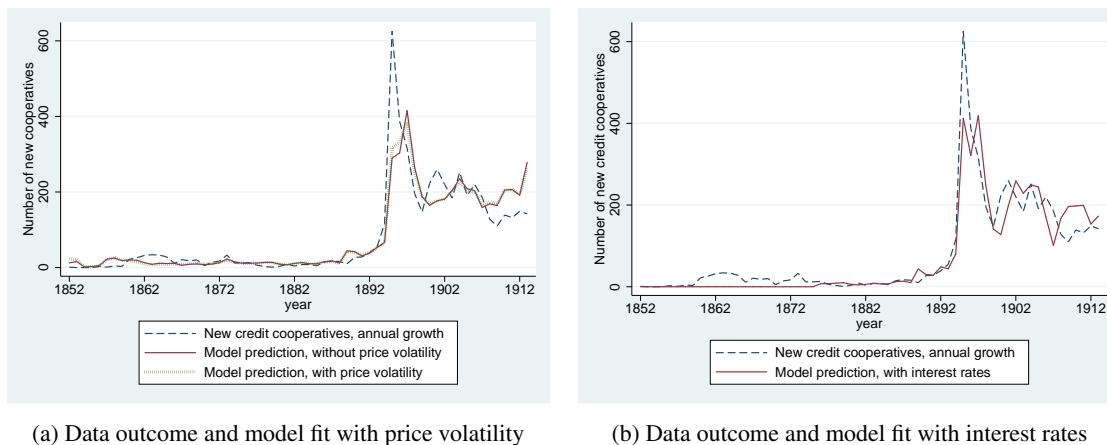 600
400
200
0
Number of new cooperatives
1852 1862 1872 1882 1892 1902 1912
year
New credit cooperatives, annual growth
Model prediction, without price volatility
Model prediction, with price volatility
(a) Data outcome and model fit with price volatility
600
400
200
0
Number of new credit cooperatives
1852 1862 1872 1882 1892 1902 1912
year
New credit cooperatives, annual growth
Model prediction, with interest rates
(b) Data outcome and model fit with interest rates